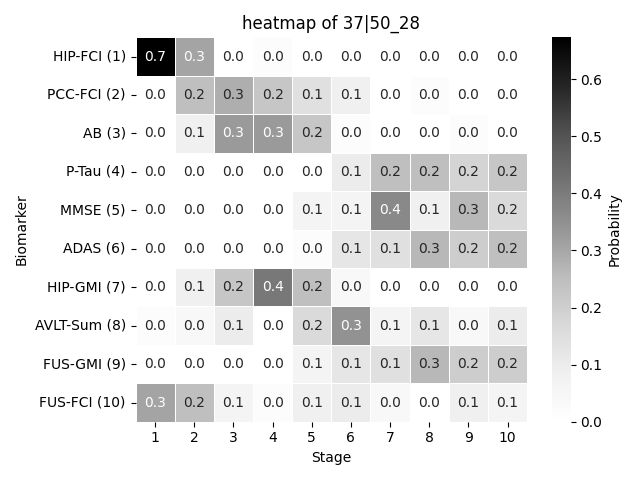 heatmap of 37|50_28
HIP-FCI (1) 0.7 0.3 0.0 0.0 0.0 0.0 0.0 0.0 0.0 0.0
PCC-FCI (2) 0.0 0.2 0.3 0.2 0.1 0.1 0.0 0.0 0.0 0.0
AB (3) 0.0 0.1 0.3 0.3 0.2 0.0 0.0 0.0 0.0 0.0
P-Tau (4) 0.0 0.0 0.0 0.0 0.0 0.1 0.2 0.2 0.2 0.2
MMSE (5) 0.0 0.0 0.0 0.0 0.1 0.1 0.4 0.1 0.3 0.2
ADAS (6) 0.0 0.0 0.0 0.0 0.0 0.1 0.1 0.3 0.2 0.2
HIP-GMI (7) 0.0 0.1 0.2 0.4 0.2 0.0 0.0 0.0 0.0 0.0
AVLT-Sum (8) 0.0 0.0 0.1 0.0 0.2 0.3 0.1 0.1 0.0 0.1
FUS-GMI (9) 0.0 0.0 0.0 0.0 0.1 0.1 0.1 0.3 0.2 0.2
FUS-FCI (10) 0.3 0.2 0.1 0.0 0.1 0.1 0.0 0.0 0.1 0.1
1 2 3 4 5 6 7 8 9 10
Stage
Biomarker
0.6
0.5
0.4
0.3
0.2
0.1
0.0
Probability